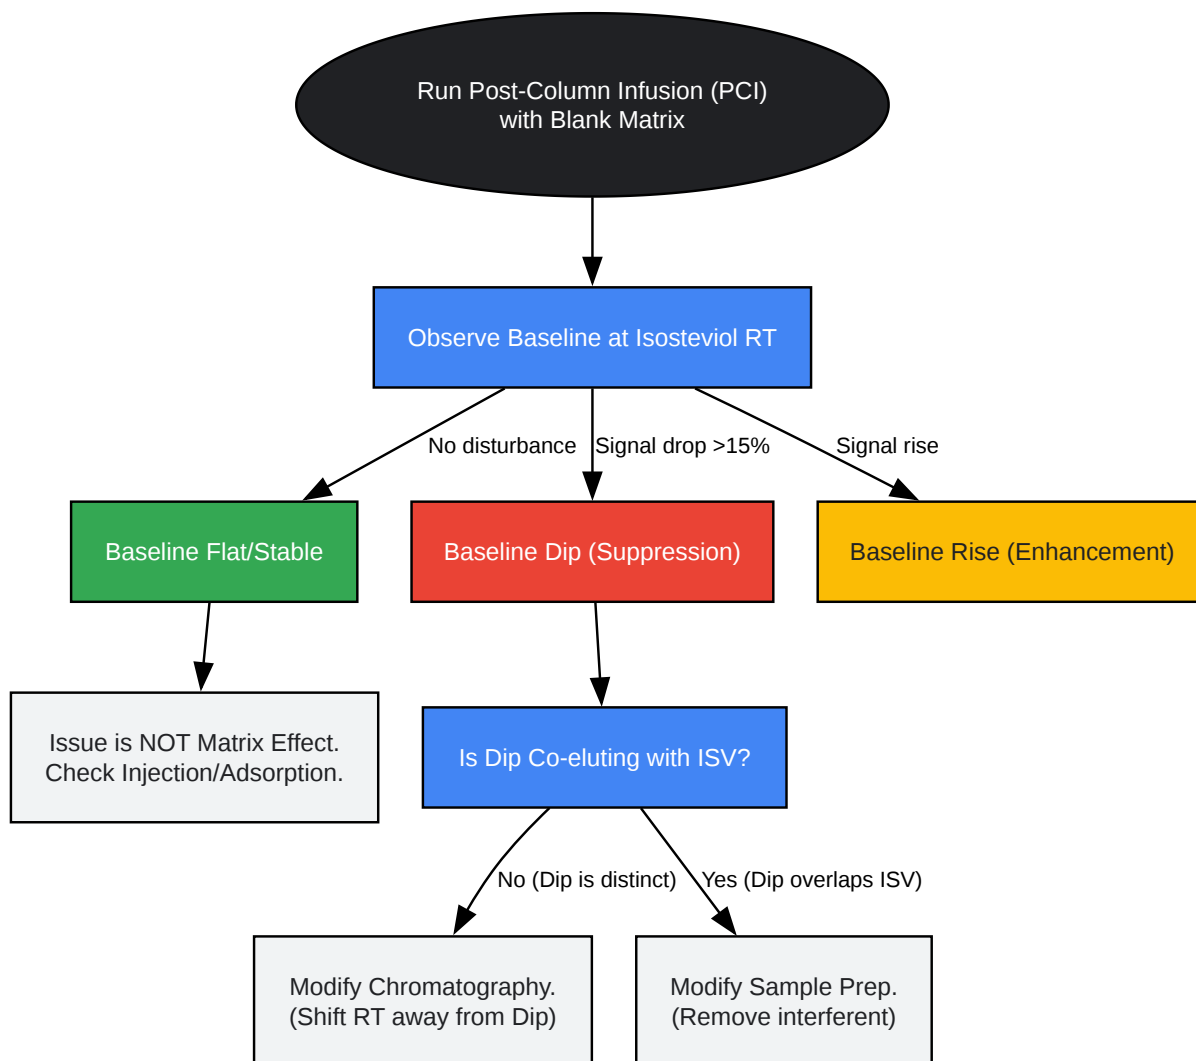 Run Post-Column Infusion (PCI)
with Blank Matrix
Observe Baseline at Isosteviol RT
No disturbance
Signal drop >15%
Signal rise
Baseline Flat/Stable
Baseline Dip (Suppression)
Baseline Rise (Enhancement)
Issue is NOT Matrix Effect.
Check Injection/Adsorption.
Is Dip Co-eluting with ISV?
No (Dip is distinct)
Yes (Dip overlaps ISV)
Modify Chromatography.
(Shift RT away from Dip)
Modify Sample Prep.
(Remove interferent)